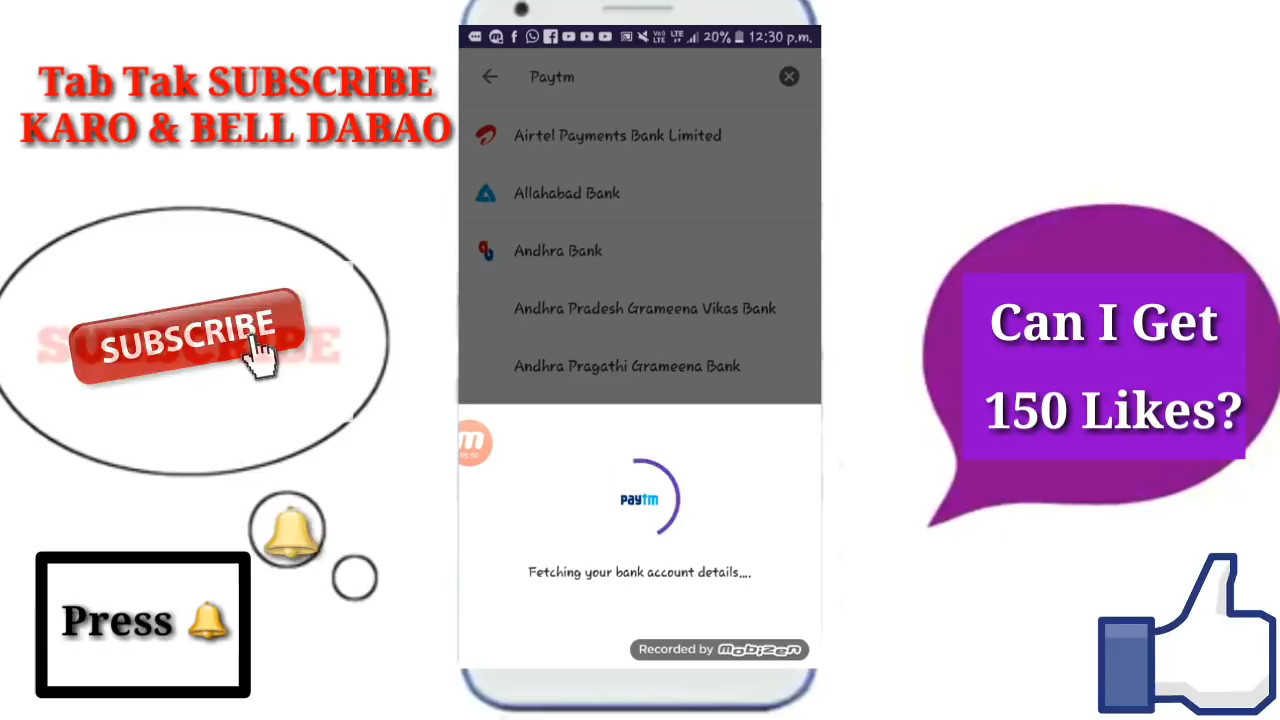 Tab Tak SUBSCRIBE
KARO & BELL DABAO
20% 12:30 p.m.
Paytm
Airtel Payments Bank Limited
Allahabad Bank
Andhra Bank
Andhra Pradesh Grameena Vikas Bank
Andhra Pragathi Grameena Bank
SUBSCRIBE
SUBSCRIBE
Can I Get
150 Likes?
paytm
Fetching your bank account details....
Press
Recorded by mobizen